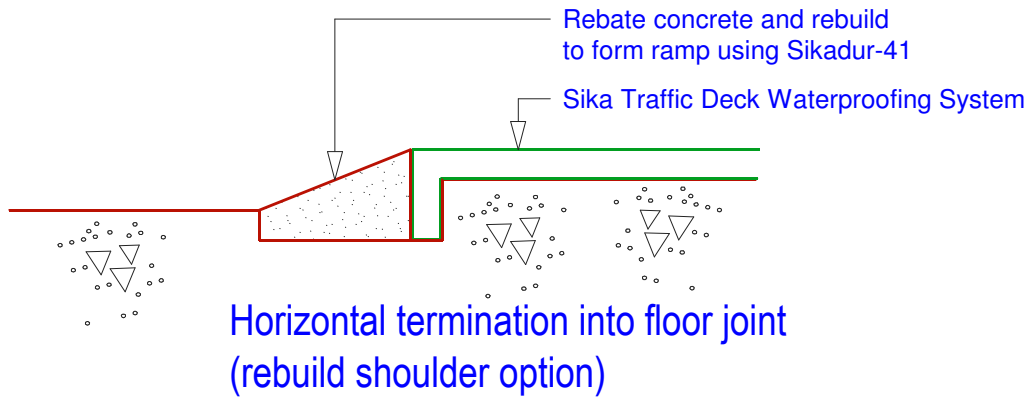 Rebate concrete and rebuild
to form ramp using Sikadur-41
Sika Traffic Deck Waterproofing System
Horizontal termination into floor joint
(rebuild shoulder option)